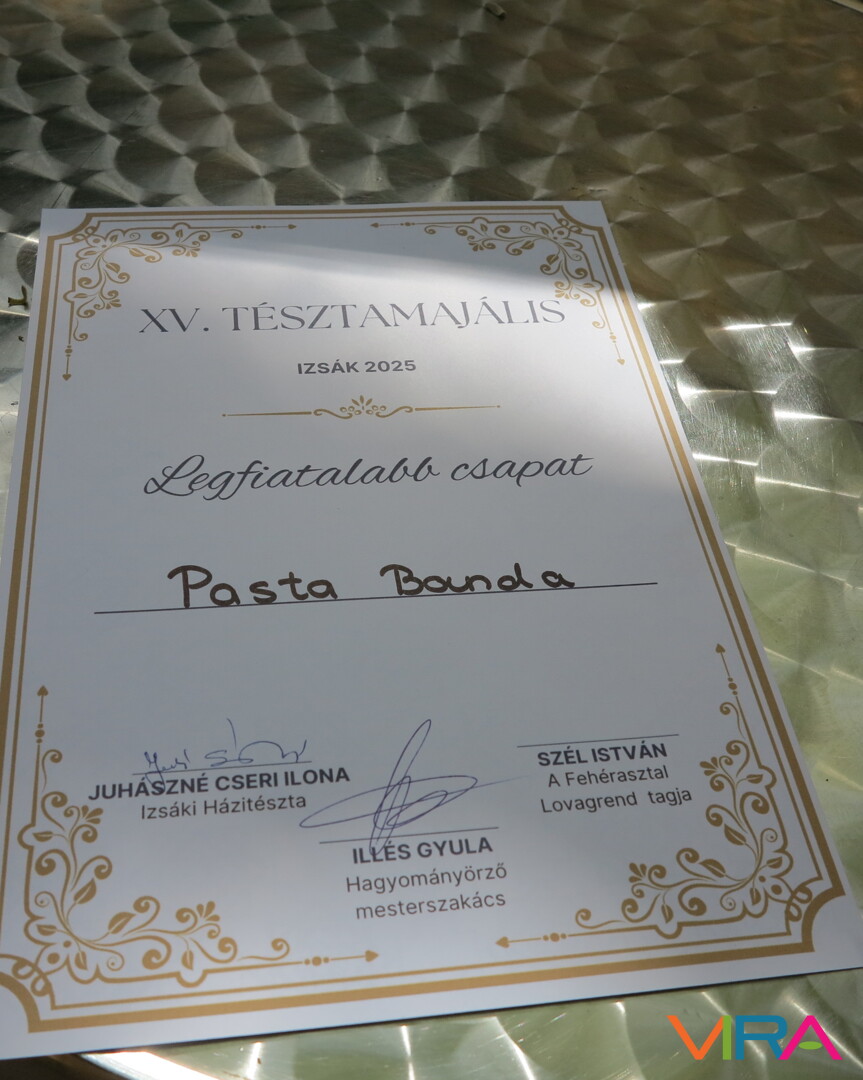 XV. TÉSZTAMAJÁLIS
IZSÁK 2025
Legfiatalabb csapat
Pasta Banda
JUHÁSZNÉ CSERI ILONA
Izsáki Házitészta
ILLÉS GYULA
Hagyományörző
mesterszakács
SZÉL ISTVÁN
A Fehérasztal
Lovagrend tagja
VIRA